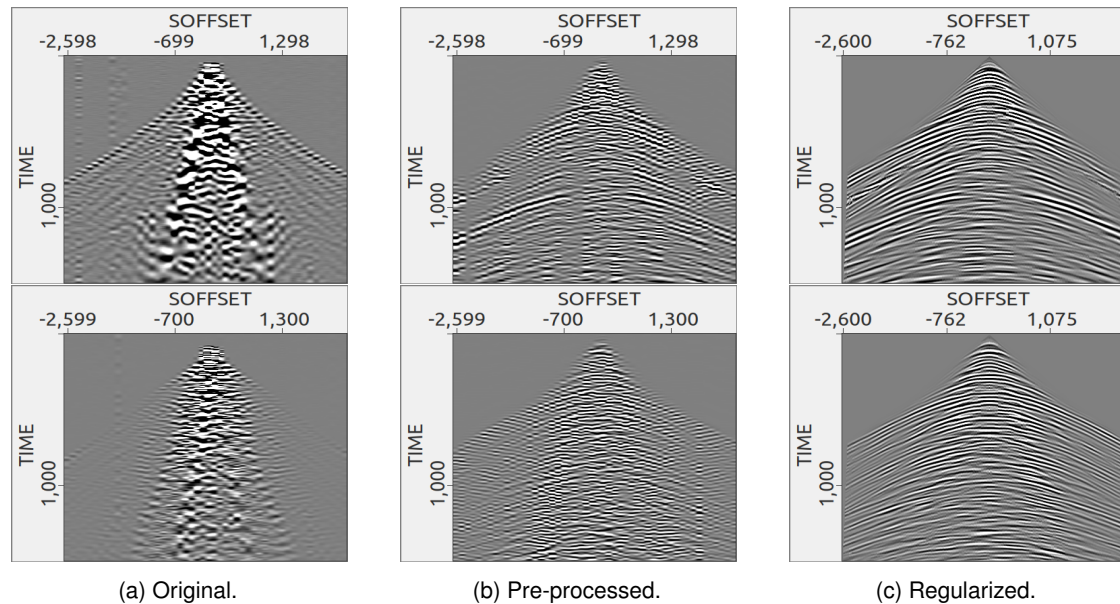 SOFFSET
-2,598 -699 1,298
TIME
1,000
SOFFSET
-2,598 -699 1,298
TIME
1,000
SOFFSET
-2,600 -762 1,075
TIME
1,000
SOFFSET
-2,599 -700 1,300
TIME
1,000
SOFFSET
-2,599 -700 1,300
TIME
1,000
SOFFSET
-2,600 -762 1,075
TIME
1,000
(a) Original.
(b) Pre-processed.
(c) Regularized.